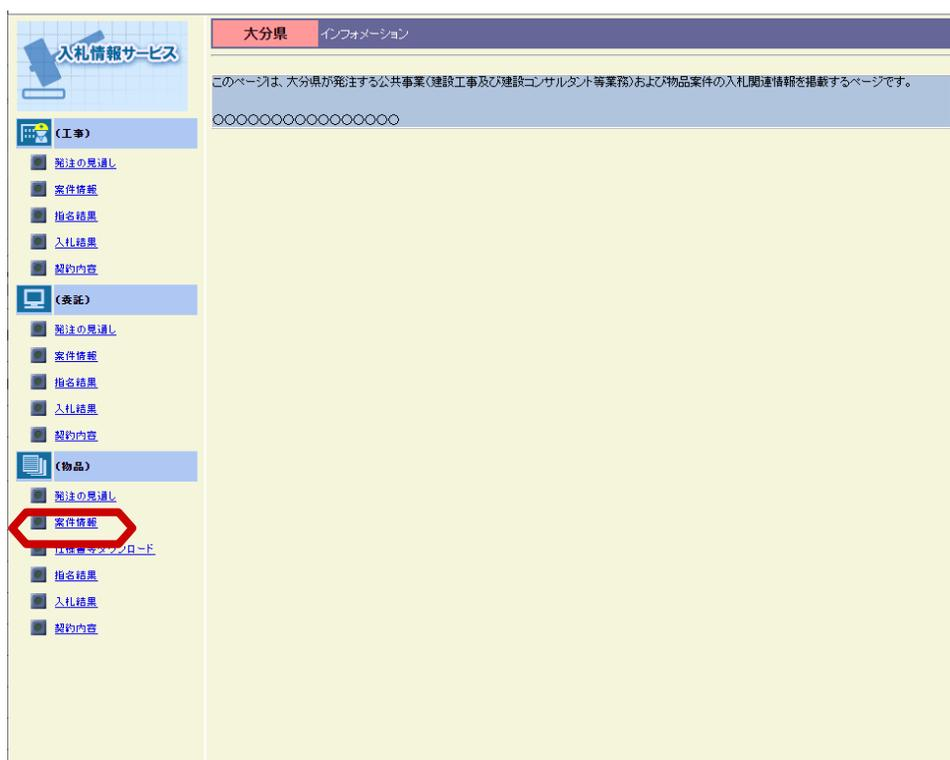 入札情報サービス
大分県 インフォメーション
このページは、大分県が発注する公共事業(建設工事及び建設コンサルタント等業務)および物品案件の入札関連情報を掲載するページです。
○○○○○○○○○○○○○○○○
(工事)
発注の見通し
案件情報
指名結果
入札結果
契約内容
(委託)
発注の見通し
案件情報
指名結果
入札結果
契約内容
(物品)
発注の見通し
案件情報
仕様書等ダウンロード
指名結果
入札結果
契約内容